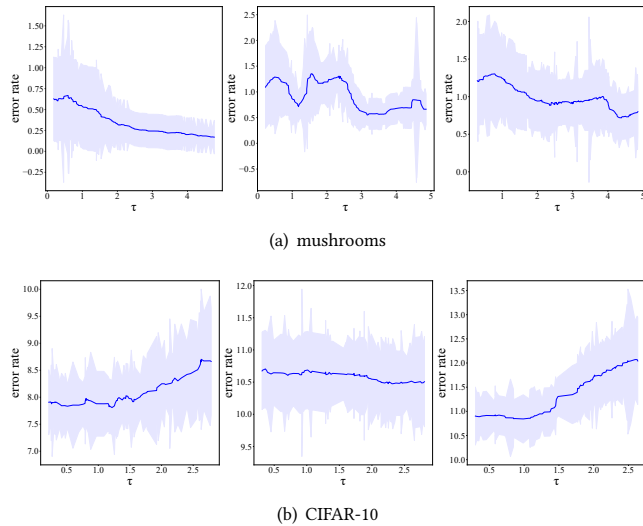 error rate
1.50
1.25
1.00
0.75
0.50
0.25
0.00
−0.25
0 1 2 3 4
τ
error rate
2.5
2.0
1.5
1.0
0.5
0.0
−0.5
0 1 2 3 4 5
τ
error rate
2.0
1.5
1.0
0.5
0.0
0 1 2 3 4 5
τ
(a) mushrooms
error rate
10.0
9.5
9.0
8.5
8.0
7.5
7.0
0.5 1.0 1.5 2.0 2.5
τ
error rate
12.0
11.5
11.0
10.5
10.0
9.5
0.5 1.0 1.5 2.0 2.5
τ
error rate
13.5
13.0
12.5
12.0
11.5
11.0
10.5
10.0
0.5 1.0 1.5 2.0 2.5
τ
(b) CIFAR-10